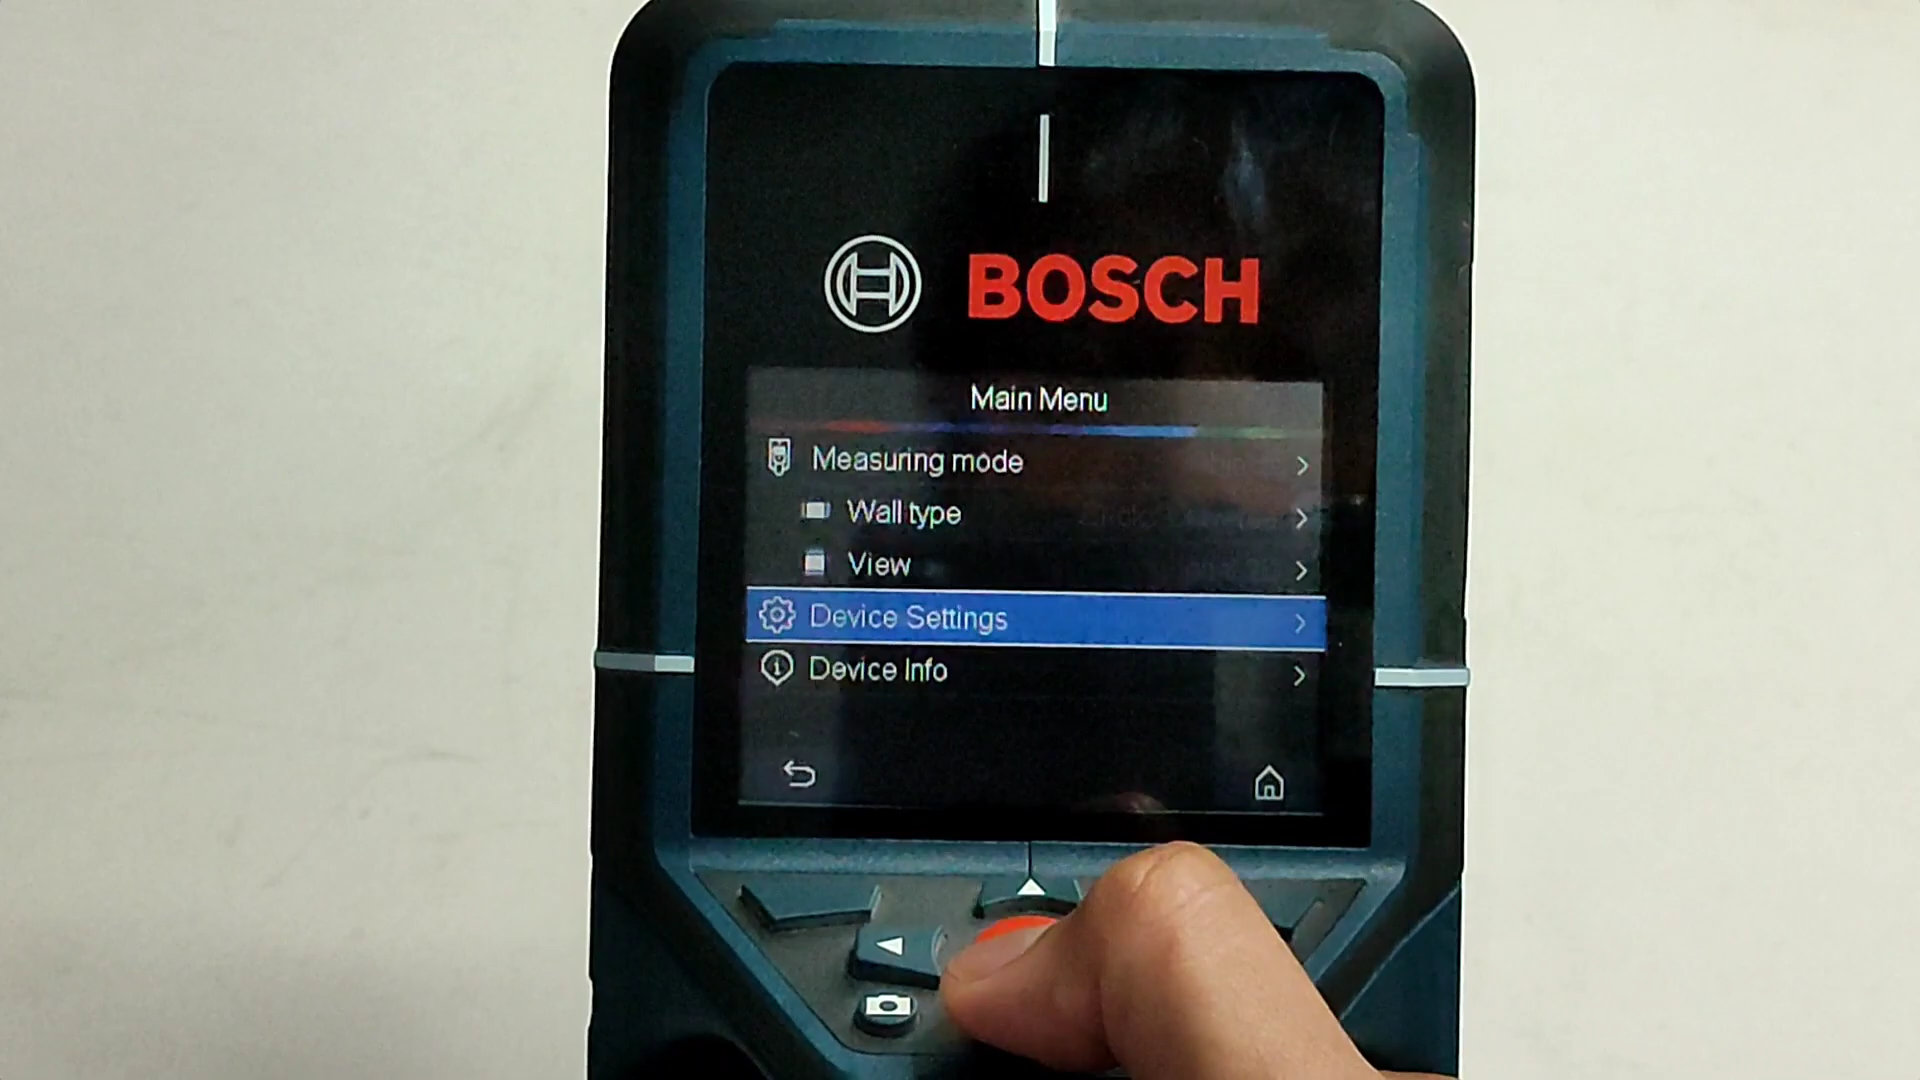 BOSCH
Main Menu
Measuring mode
Wall type
View
Device Settings
Device Info